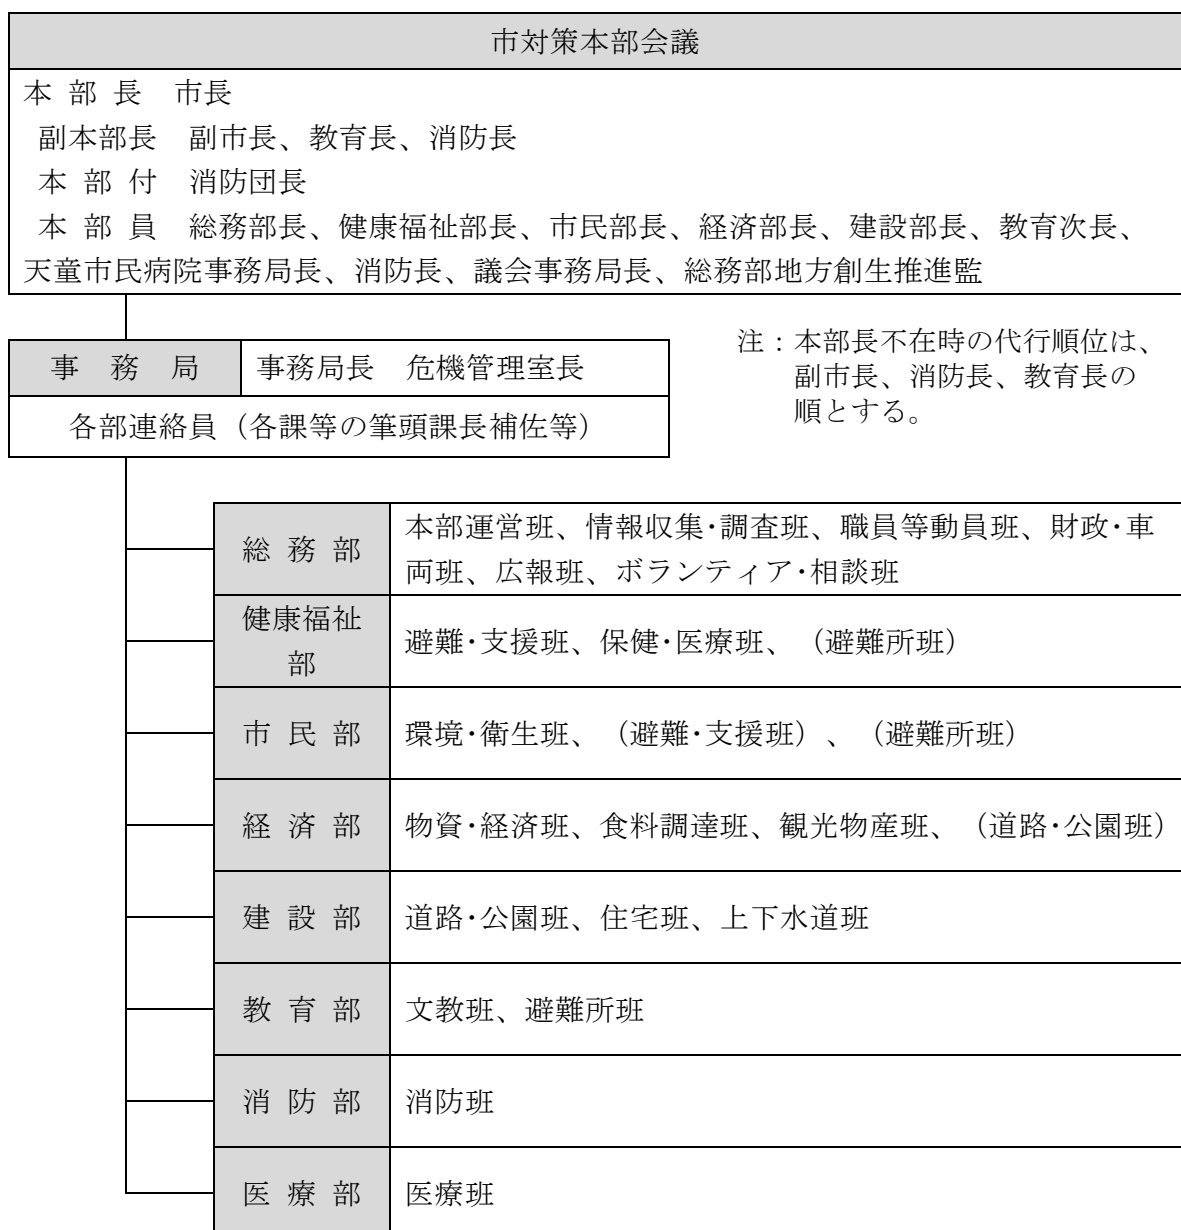 市対策本部会議
本 部 長　市長
副本部長　副市長、教育長、消防長
本 部 付　消防団長
本 部 員　総務部長、健康福祉部長、市民部長、経済部長、建設部長、教育次長、
天童市民病院事務局長、消防長、議会事務局長、総務部地方創生推進監
事　務　局　事務局長　危機管理室長
各部連絡員（各課等の筆頭課長補佐等）
注：本部長不在時の代行順位は、
副市長、消防長、教育長の
順とする。
総 務 部
本部運営班、情報収集・調査班、職員等動員班、財政・車
両班、広報班、ボランティア・相談班
健康福祉
部
避難・支援班、保健・医療班、（避難所班）
市 民 部　環境・衛生班、（避難・支援班）、（避難所班）
経 済 部　物資・経済班、食料調達班、観光物産班、（道路・公園班）
建 設 部　道路・公園班、住宅班、上下水道班
教 育 部　文教班、避難所班
消 防 部　消防班
医 療 部　医療班